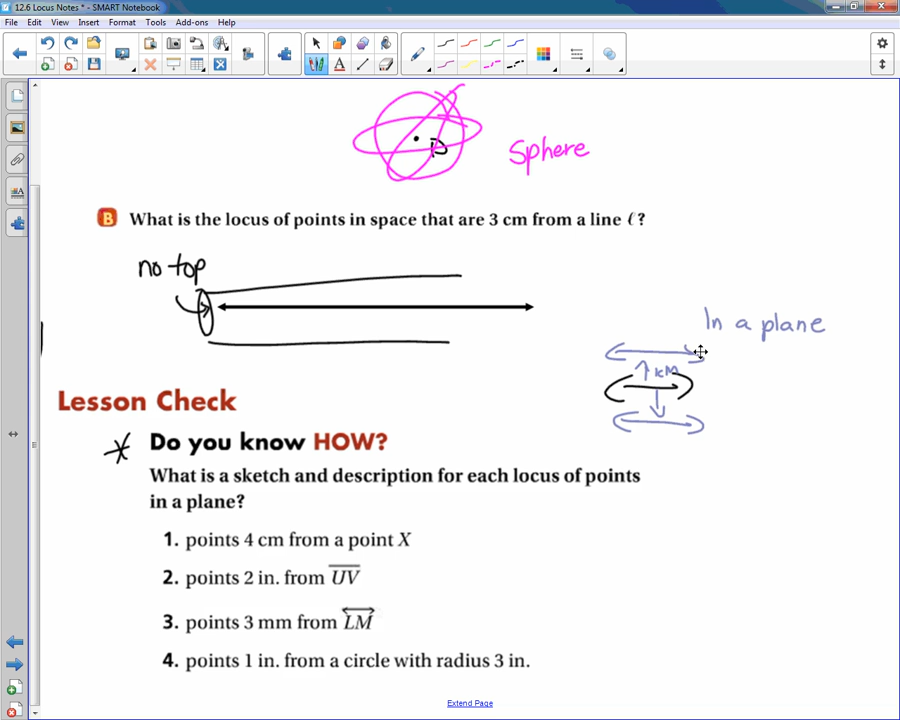 12.6 Locus Notes * - SMART Notebook
File Edit View Insert Format Tools Add-ons Help
Sphere
B What is the locus of points in space that are 3 cm from a line ℓ?
no top
In a plane
Lesson Check
Do you know HOW?
What is a sketch and description for each locus of points
in a plane?
1. points 4 cm from a point X
2. points 2 in. from UV
3. points 3 mm from LM
4. points 1 in. from a circle with radius 3 in.
Extend Page